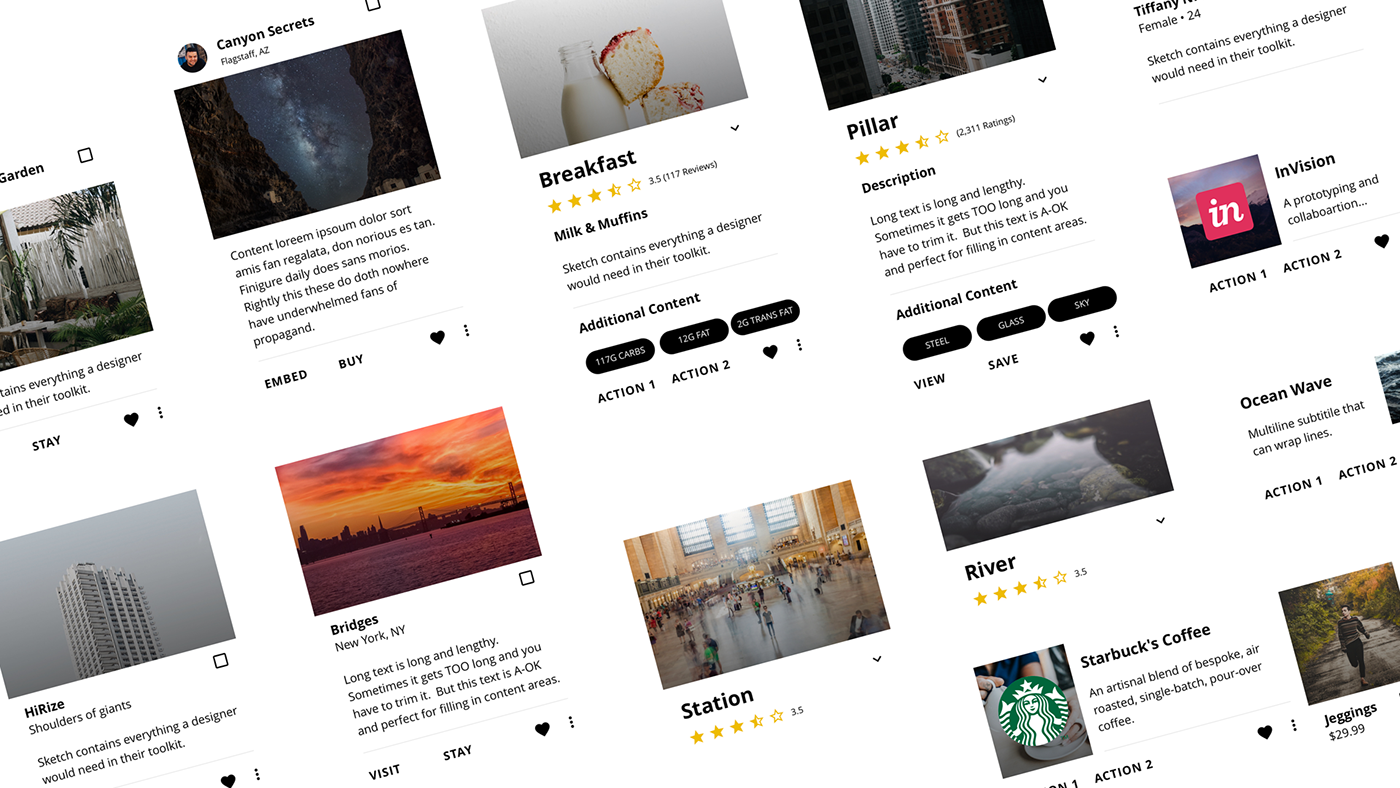 Garden
tains everything a designer
ed in their toolkit.
STAY
HiRize
Shoulders of giants
Sketch contains everything a designer
would need in their toolkit.
Canyon Secrets
Flagstaff, AZ
Content loreem ipsoum dolor sort
amis fan regalata, don norious es tan.
Finigure daily does sans morios.
Rightly this these do doth nowhere
have underwhelmed fans of
propagand.
EMBED
BUY
Bridges
New York, NY
Long text is long and lengthy.
Sometimes it gets TOO long and you
have to trim it.  But this text is A-OK
and perfect for filling in content areas.
VISIT
STAY
Breakfast
3.5 (117 Reviews)
Milk & Muffins
Sketch contains everything a designer
would need in their toolkit.
Additional Content
117G CARBS
12G FAT
2G TRANS FAT
ACTION 1
ACTION 2
Station
3.5
Pillar
(2,311 Ratings)
Description
Long text is long and lengthy.
Sometimes it gets TOO long and you
have to trim it.  But this text is A-OK
and perfect for filling in content areas.
Additional Content
STEEL
GLASS
SKY
VIEW
SAVE
River
3.5
Starbuck's Coffee
An artisnal blend of bespoke, air
roasted, single-batch, pour-over
coffee.
ON 1
ACTION 2
Tiffany
Female • 24
Sketch contains everything a designer
would need in their toolkit.
in
InVision
A prototyping and
collaboartion...
ACTION 1
ACTION 2
Ocean Wave
Multiline subtitile that
can wrap lines.
ACTION 1
ACTION 2
Jeggings
$29.99